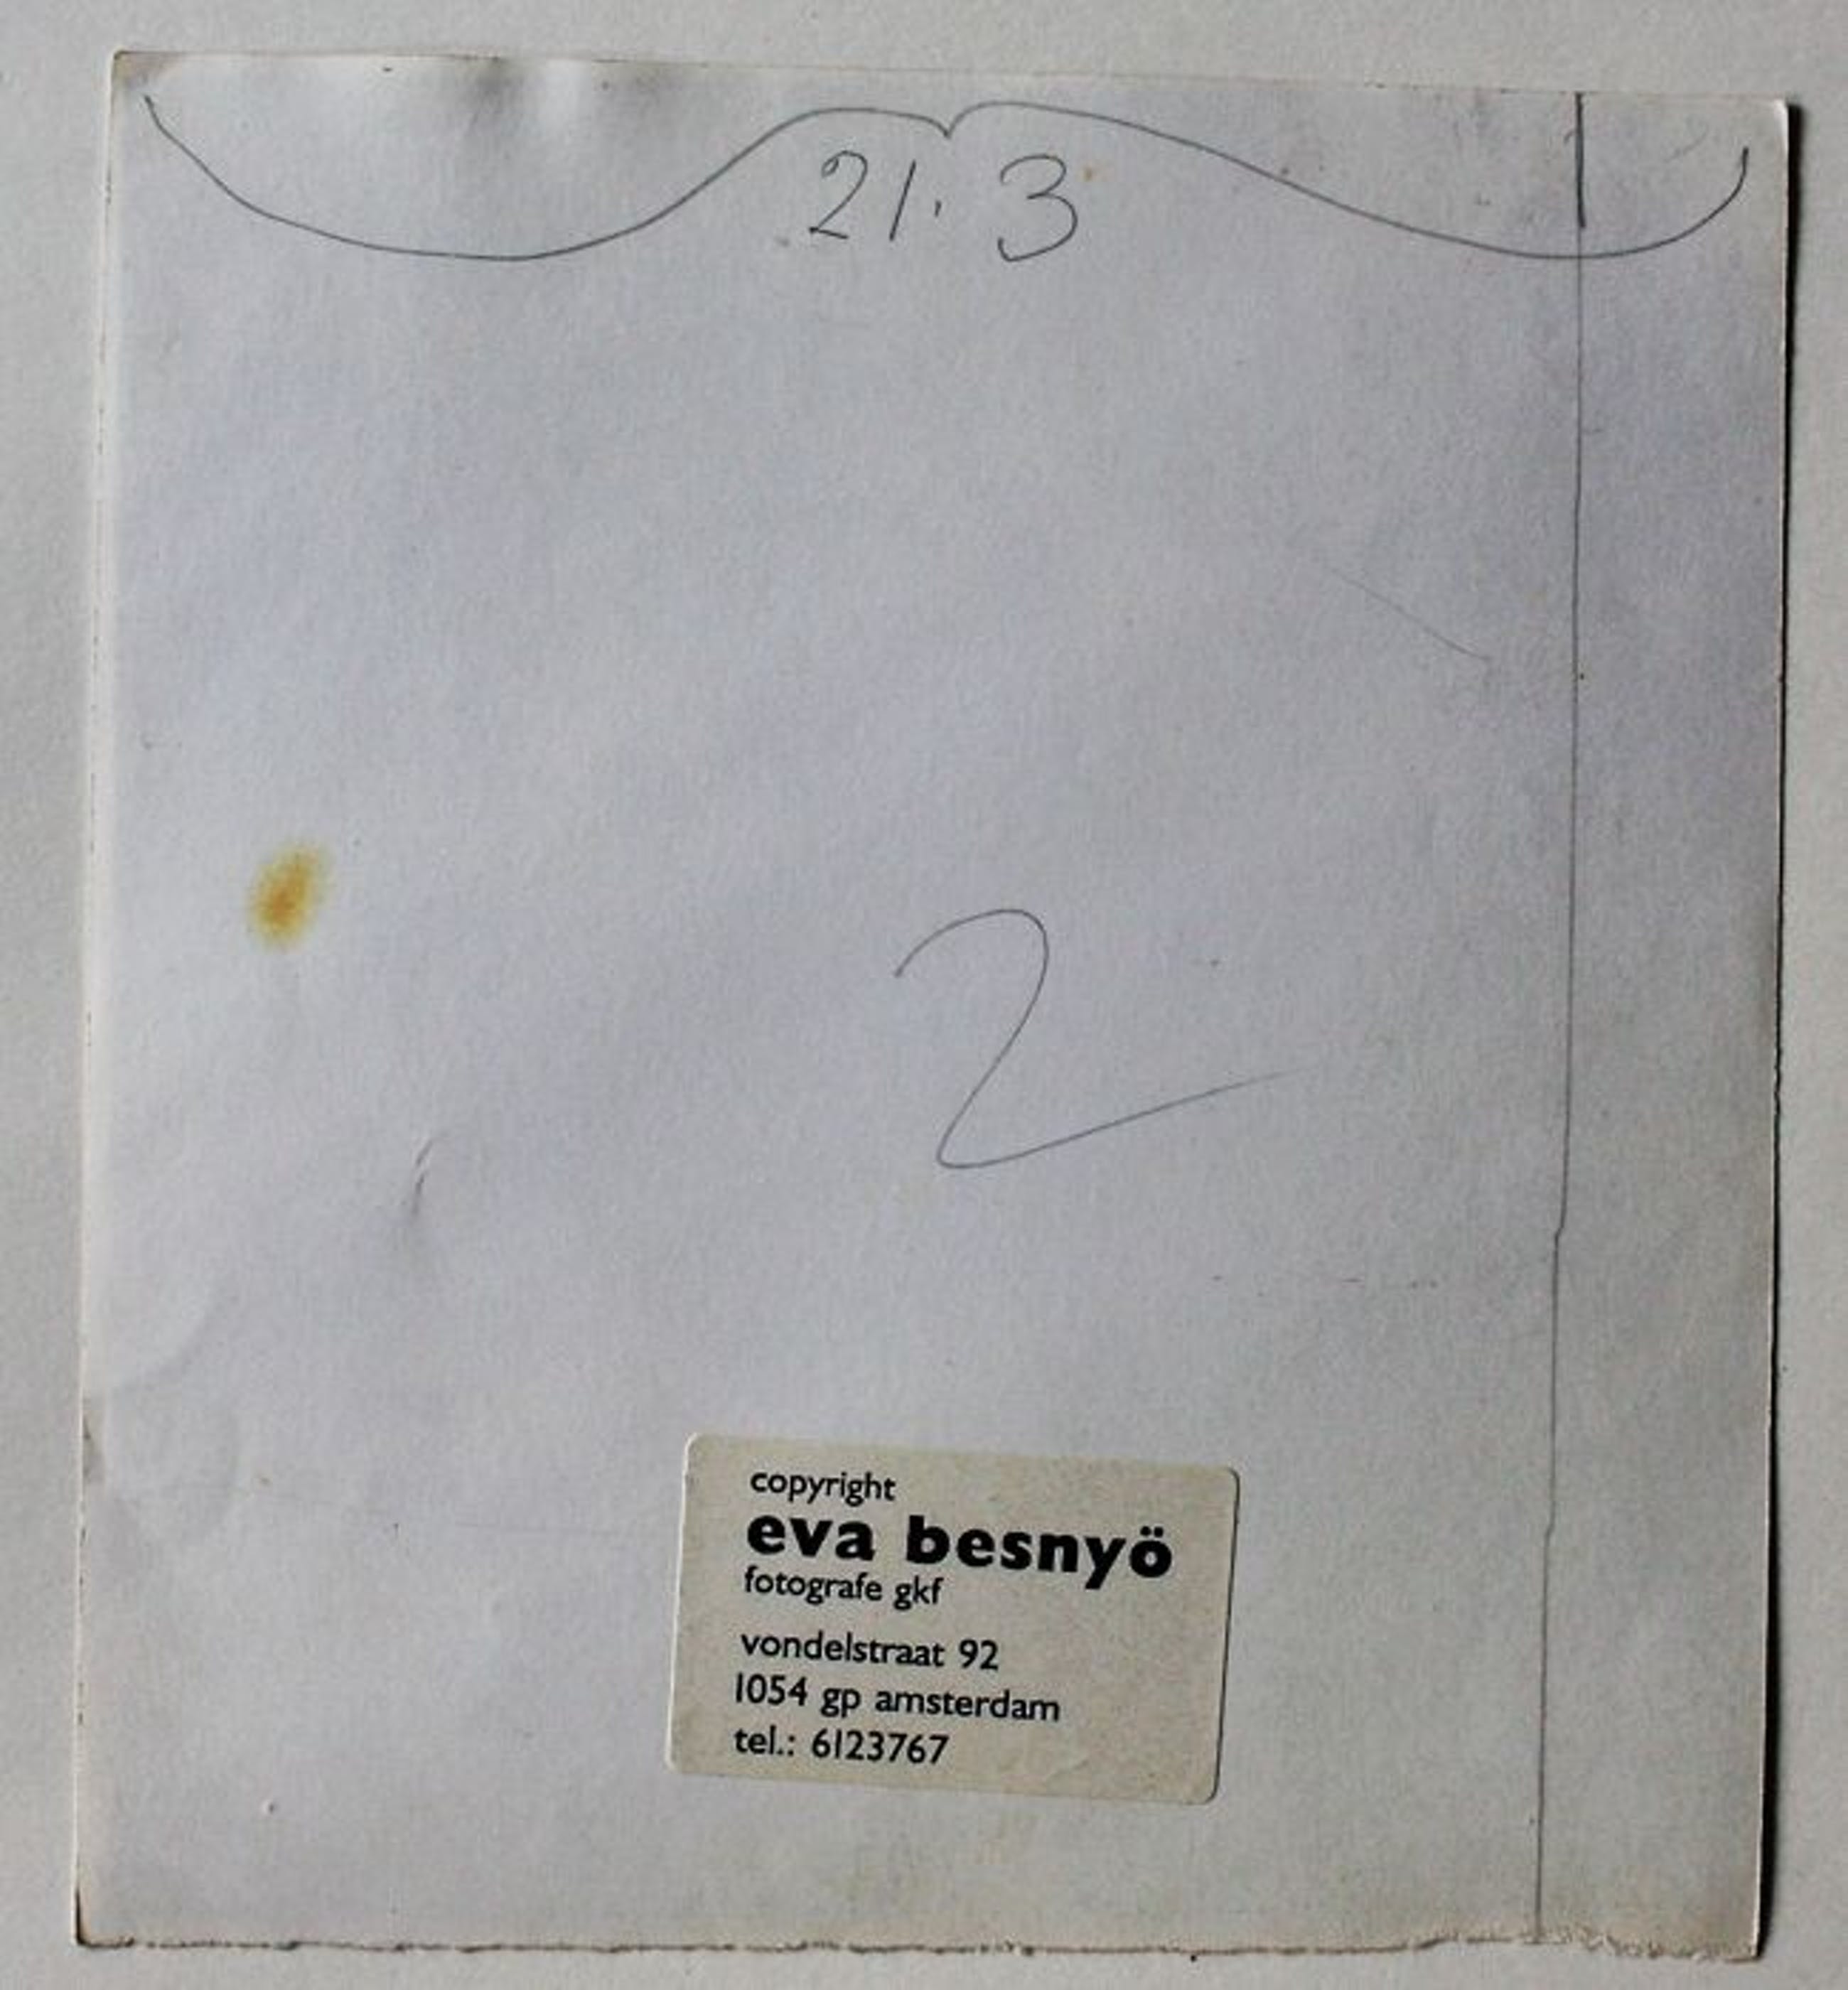 21. 3
2
copyright
eva besnyö
fotografe gkf
vondelstraat 92
1054 gp amsterdam
tel.: 6123767